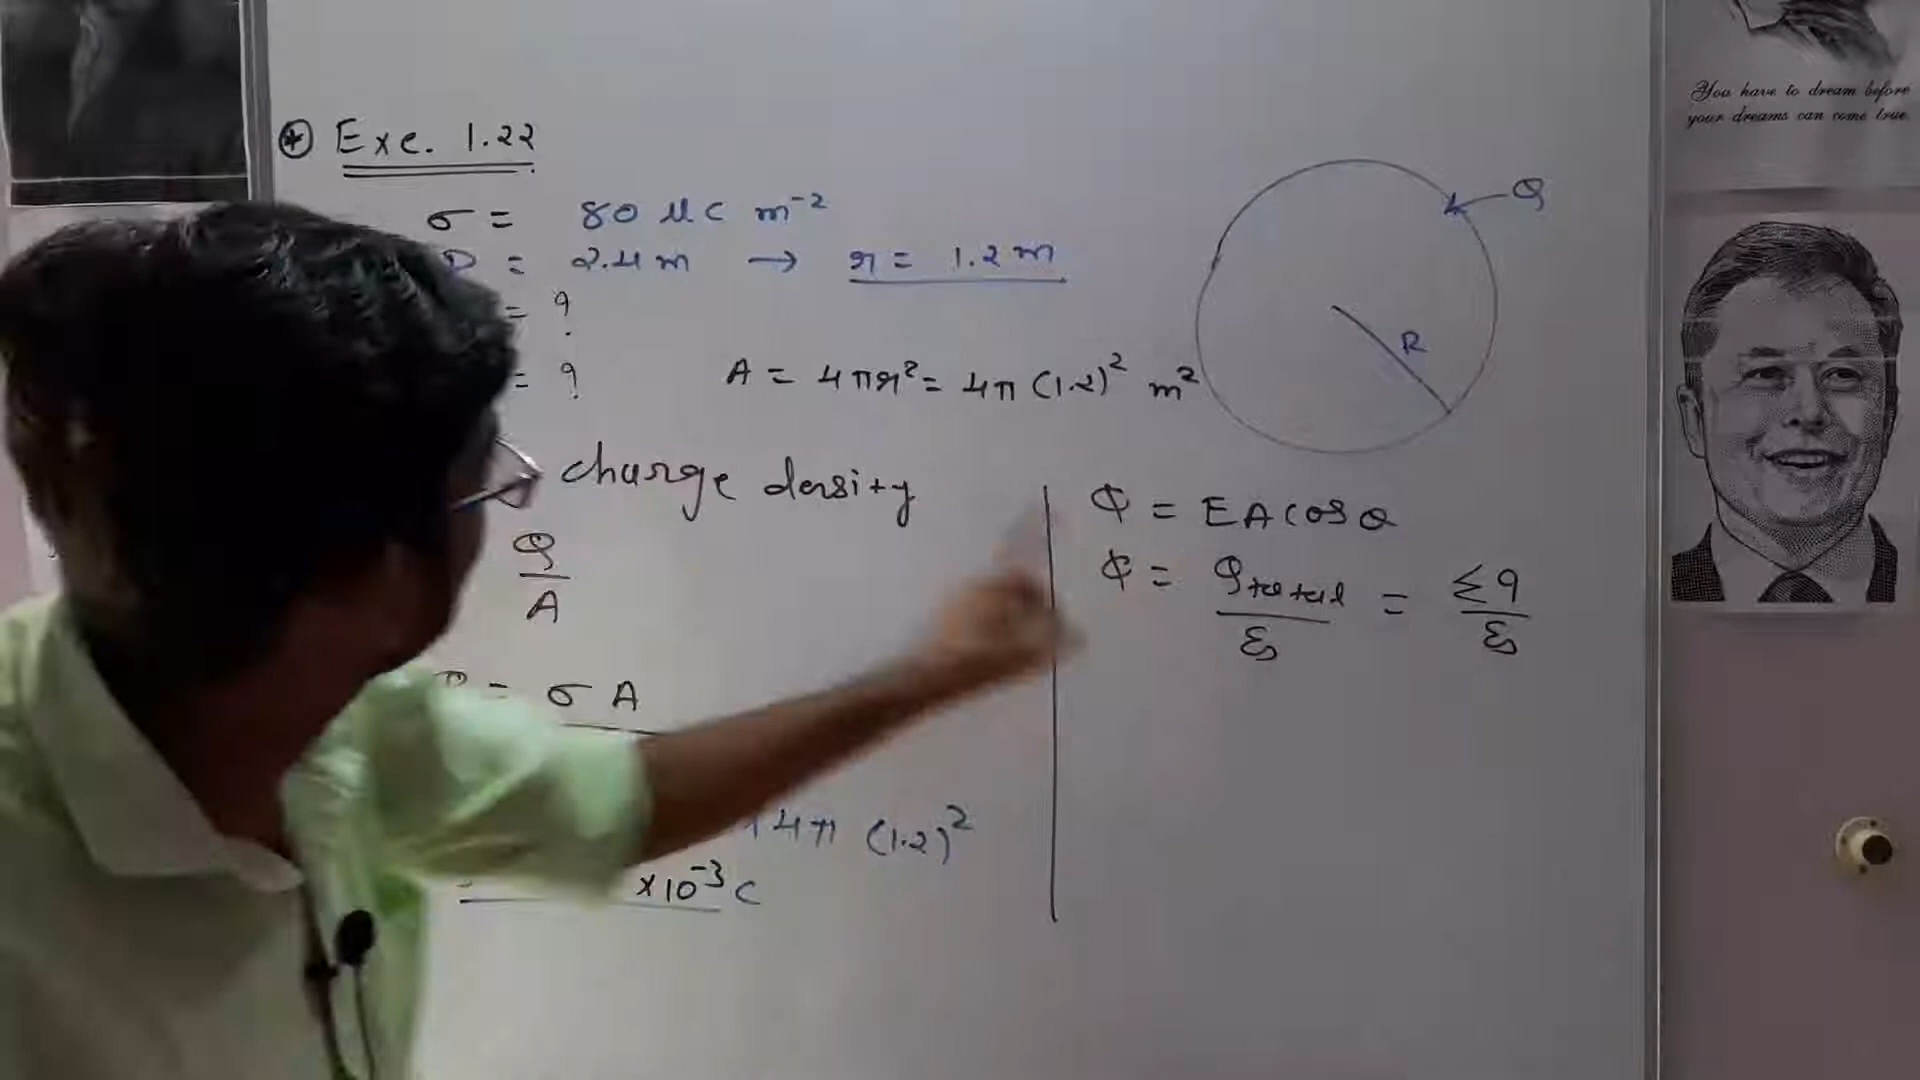 ⊛ Exe. 1.22
σ = 80 μC m⁻²
D = 2.4 m → r = 1.2 m
= ?
= ?
A = 4πr² = 4π (1.2)² m²
charge density
Q
A
= σ A
4π (1.2)²
×10⁻³ C
Q
R
Φ = EA cos θ
Φ = qtotal / ε₀ = Σq / ε₀
You have to dream before
your dreams can come true.